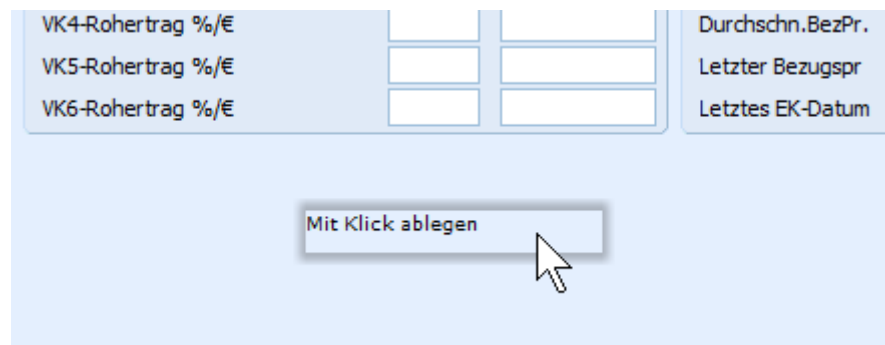 VK4-Rohertrag %/€ Durchschn.BezPr.
VK5-Rohertrag %/€ Letzter Bezugspr
VK6-Rohertrag %/€ Letztes EK-Datum
Mit Klick ablegen